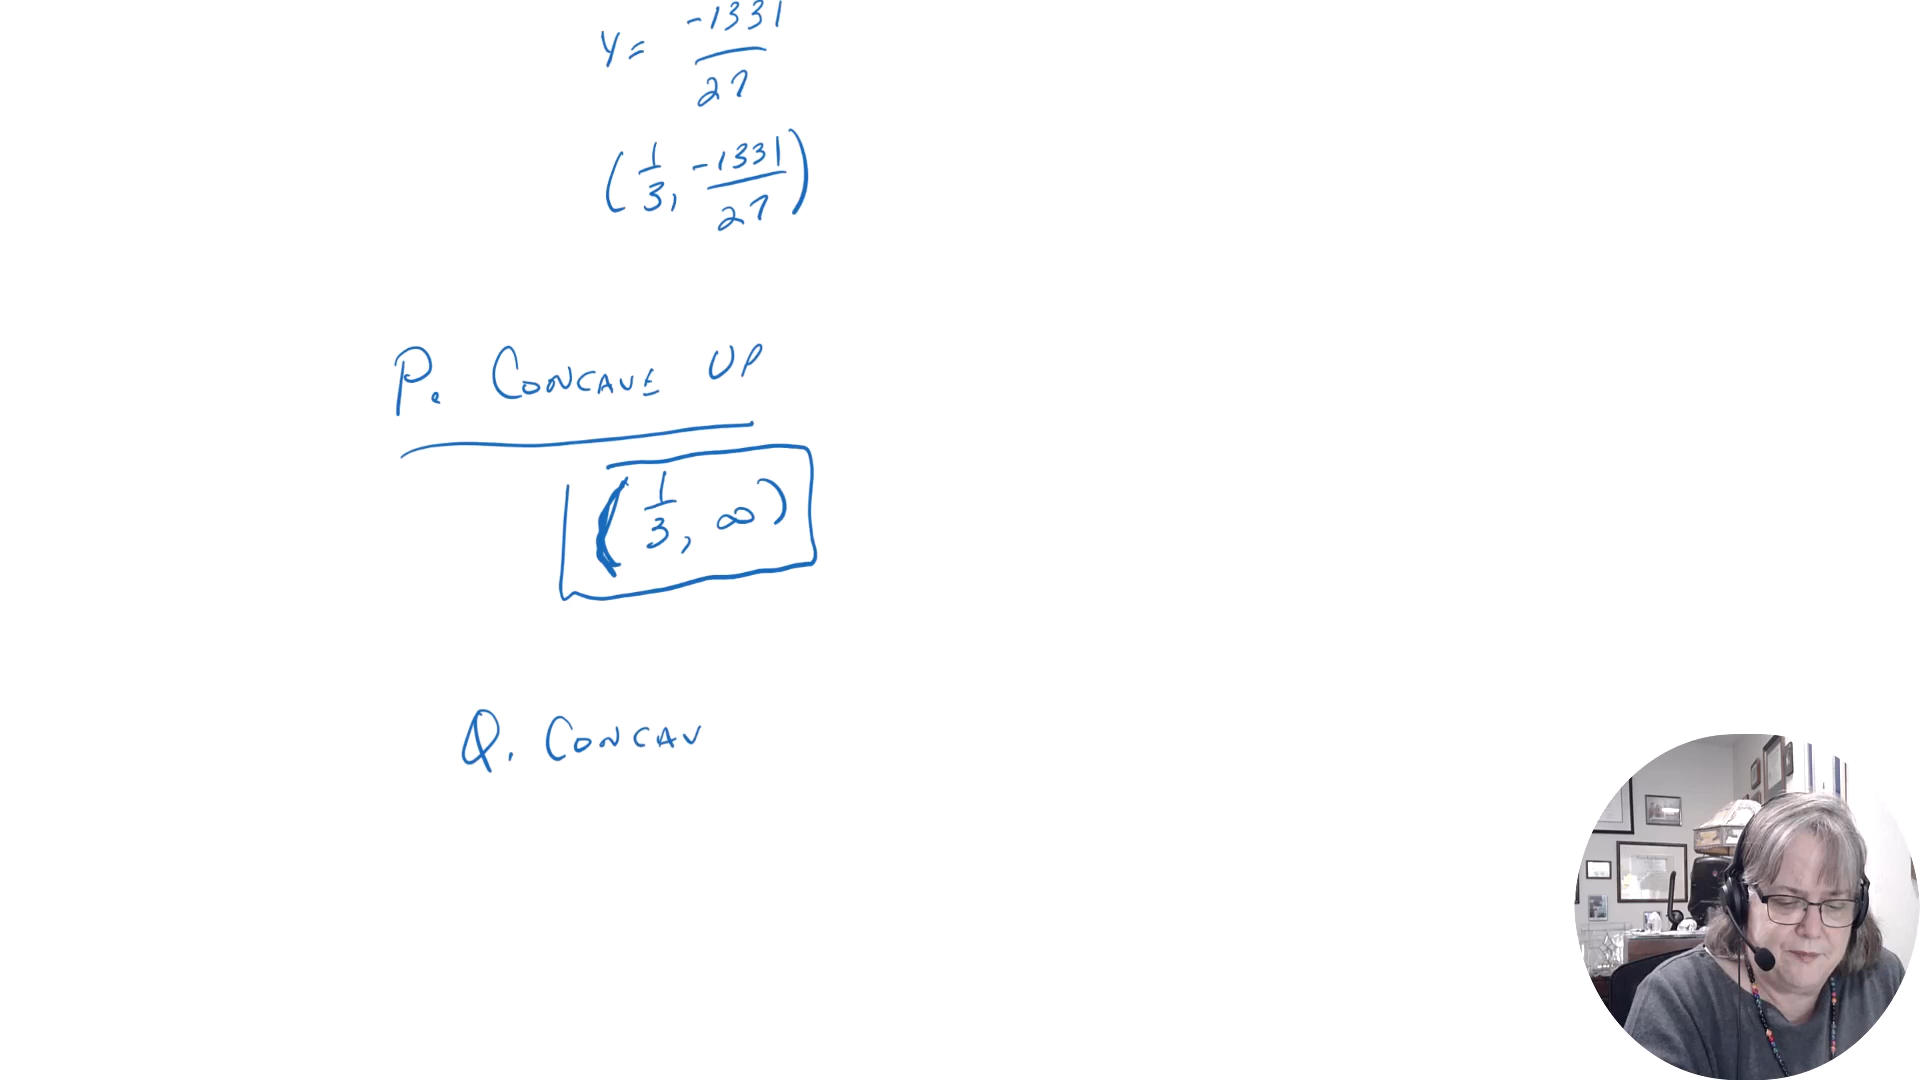 Y = -1331/27
(1/3, -1331/27)
P. CONCAVE UP
(1/3, ∞)
Q. CONCAV